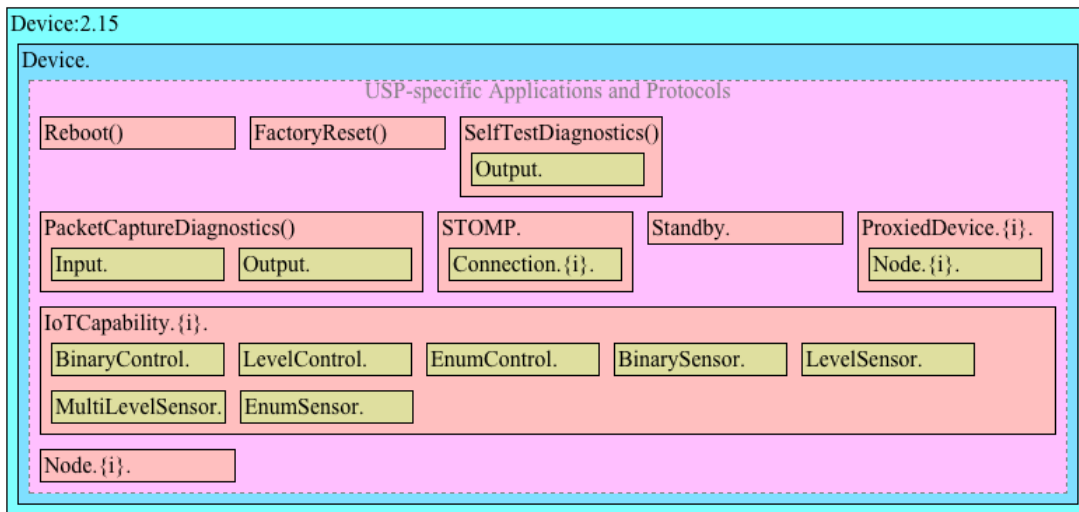 Device:2.15
Device.
USP-specific Applications and Protocols
Reboot()
FactoryReset()
SelfTestDiagnostics()
Output.
PacketCaptureDiagnostics()
Input.
Output.
STOMP.
Connection.{i}.
Standby.
ProxiedDevice.{i}.
Node.{i}.
IoTCapability.{i}.
BinaryControl.
LevelControl.
EnumControl.
BinarySensor.
LevelSensor.
MultiLevelSensor.
EnumSensor.
Node.{i}.